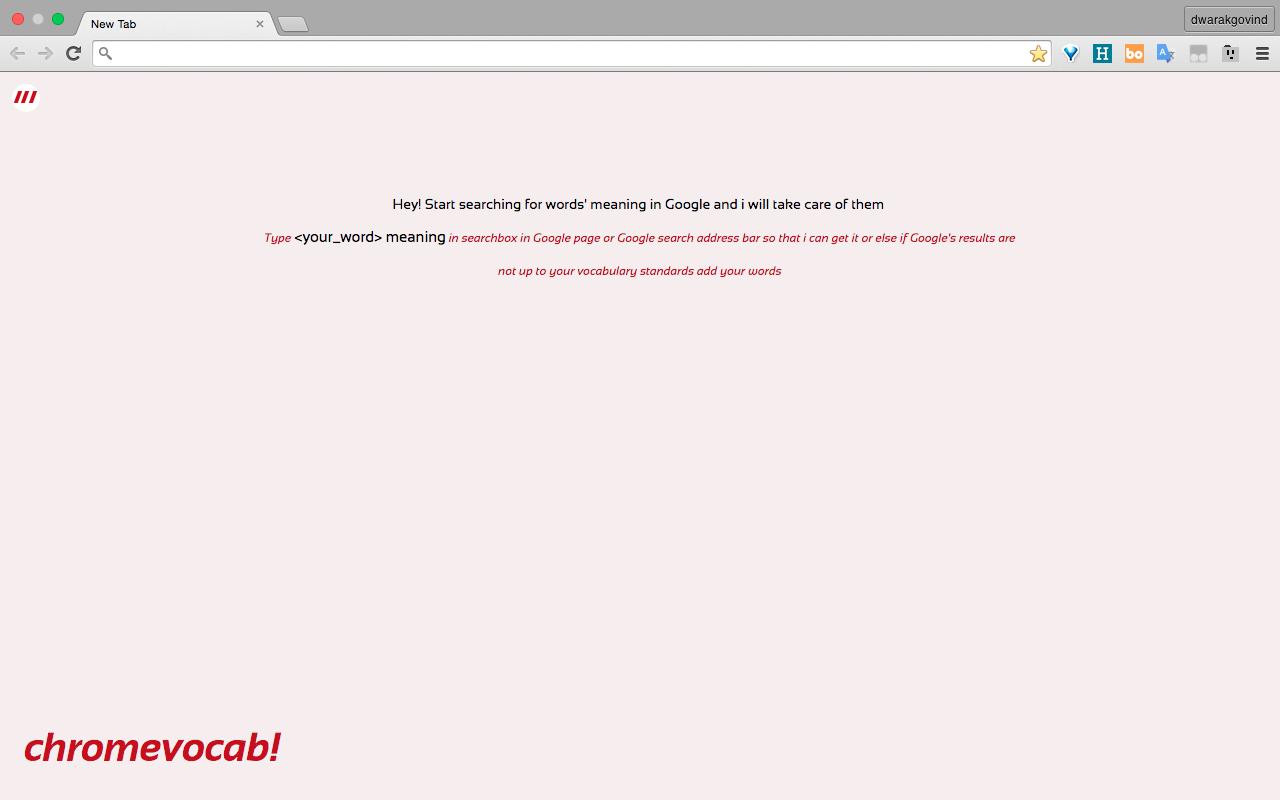 New Tab
dwarakgovind
H
bo
A
Hey! Start searching for words' meaning in Google and i will take care of them
Type <your_word> meaning in searchbox in Google page or Google search address bar so that i can get it or else if Google's results are
not up to your vocabulary standards add your words
chromevocab!